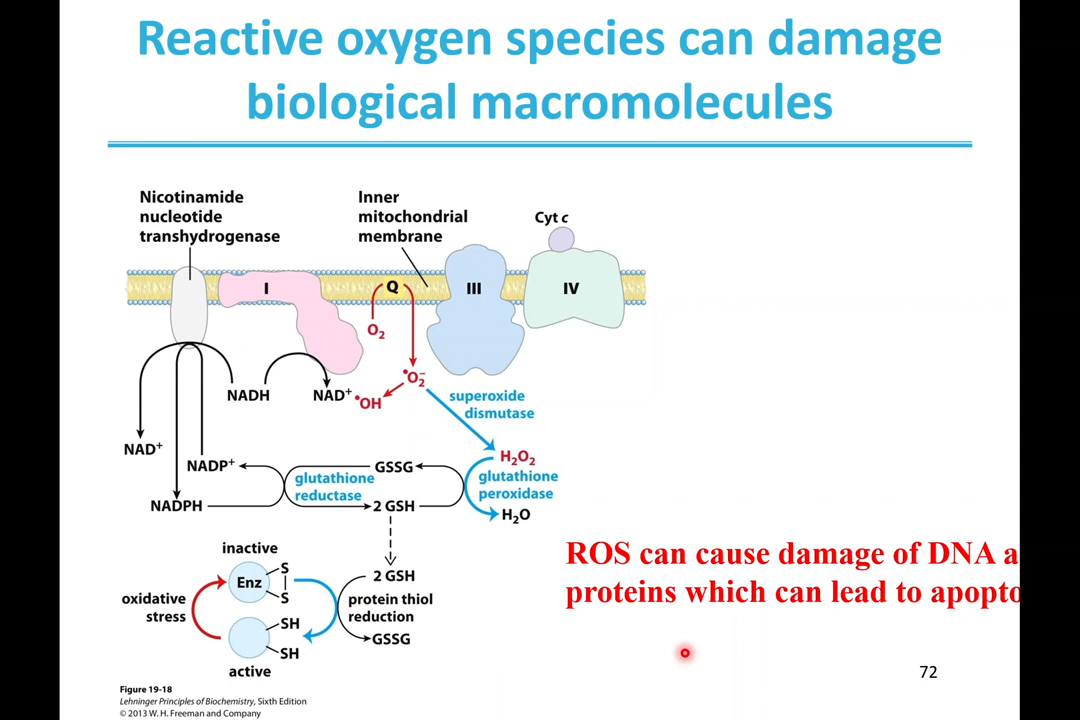 Reactive oxygen species can damage
biological macromolecules
Nicotinamide
nucleotide
transhydrogenase
Inner
mitochondrial
membrane
Cyt c
I
Q
III
IV
O₂
•O₂⁻
NADH
NAD⁺
•OH
superoxide
dismutase
NAD⁺
NADP⁺
GSSG
H₂O₂
glutathione
reductase
glutathione
peroxidase
NADPH
2 GSH
H₂O
inactive
Enz
S
S
oxidative
stress
SH
SH
active
2 GSH
protein thiol
reduction
GSSG
ROS can cause damage of DNA a
proteins which can lead to apopto
72
Figure 19-18
Lehninger Principles of Biochemistry, Sixth Edition
© 2013 W. H. Freeman and Company